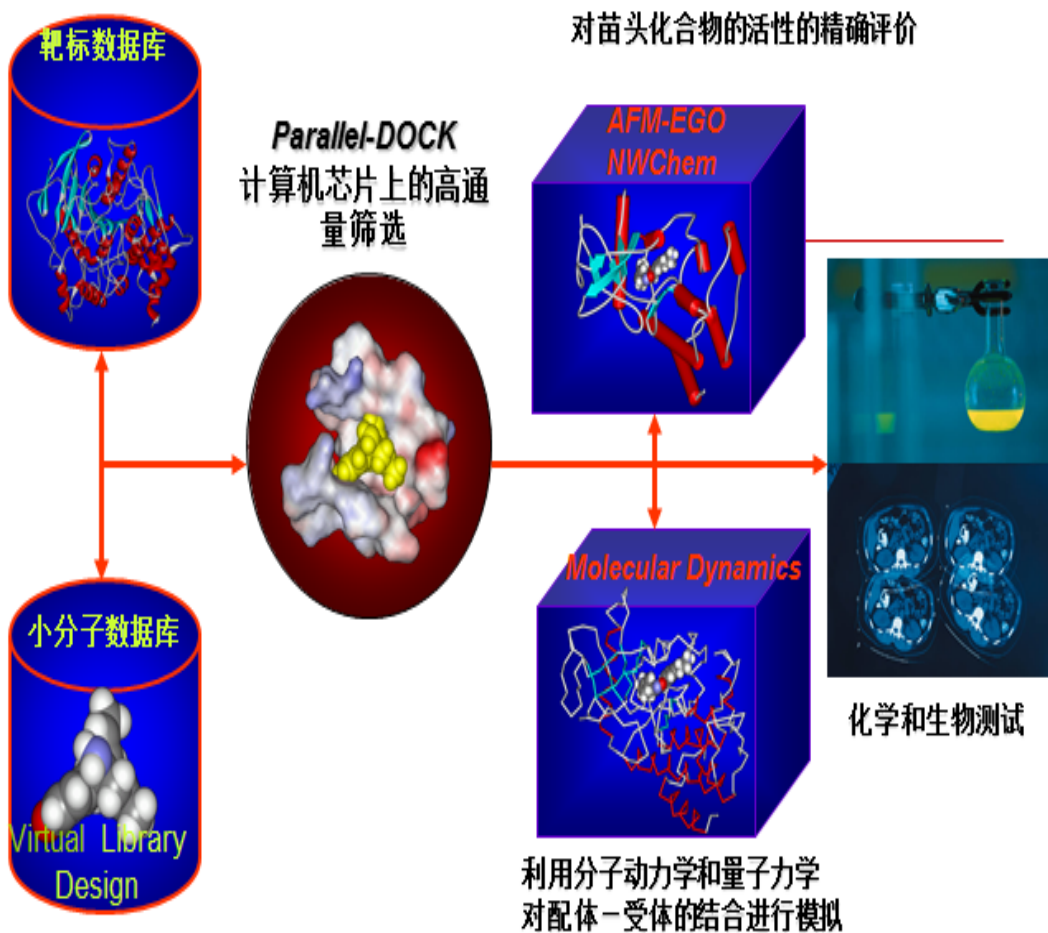 对苗头化合物的活性的精确评价
靶标数据库
Parallel-DOCK
计算机芯片上的高通
量筛选
AFM-EGO
NWChem
小分子数据库
Virtual Library
Design
Molecular Dynamics
化学和生物测试
利用分子动力学和量子力学
对配体－受体的结合进行模拟